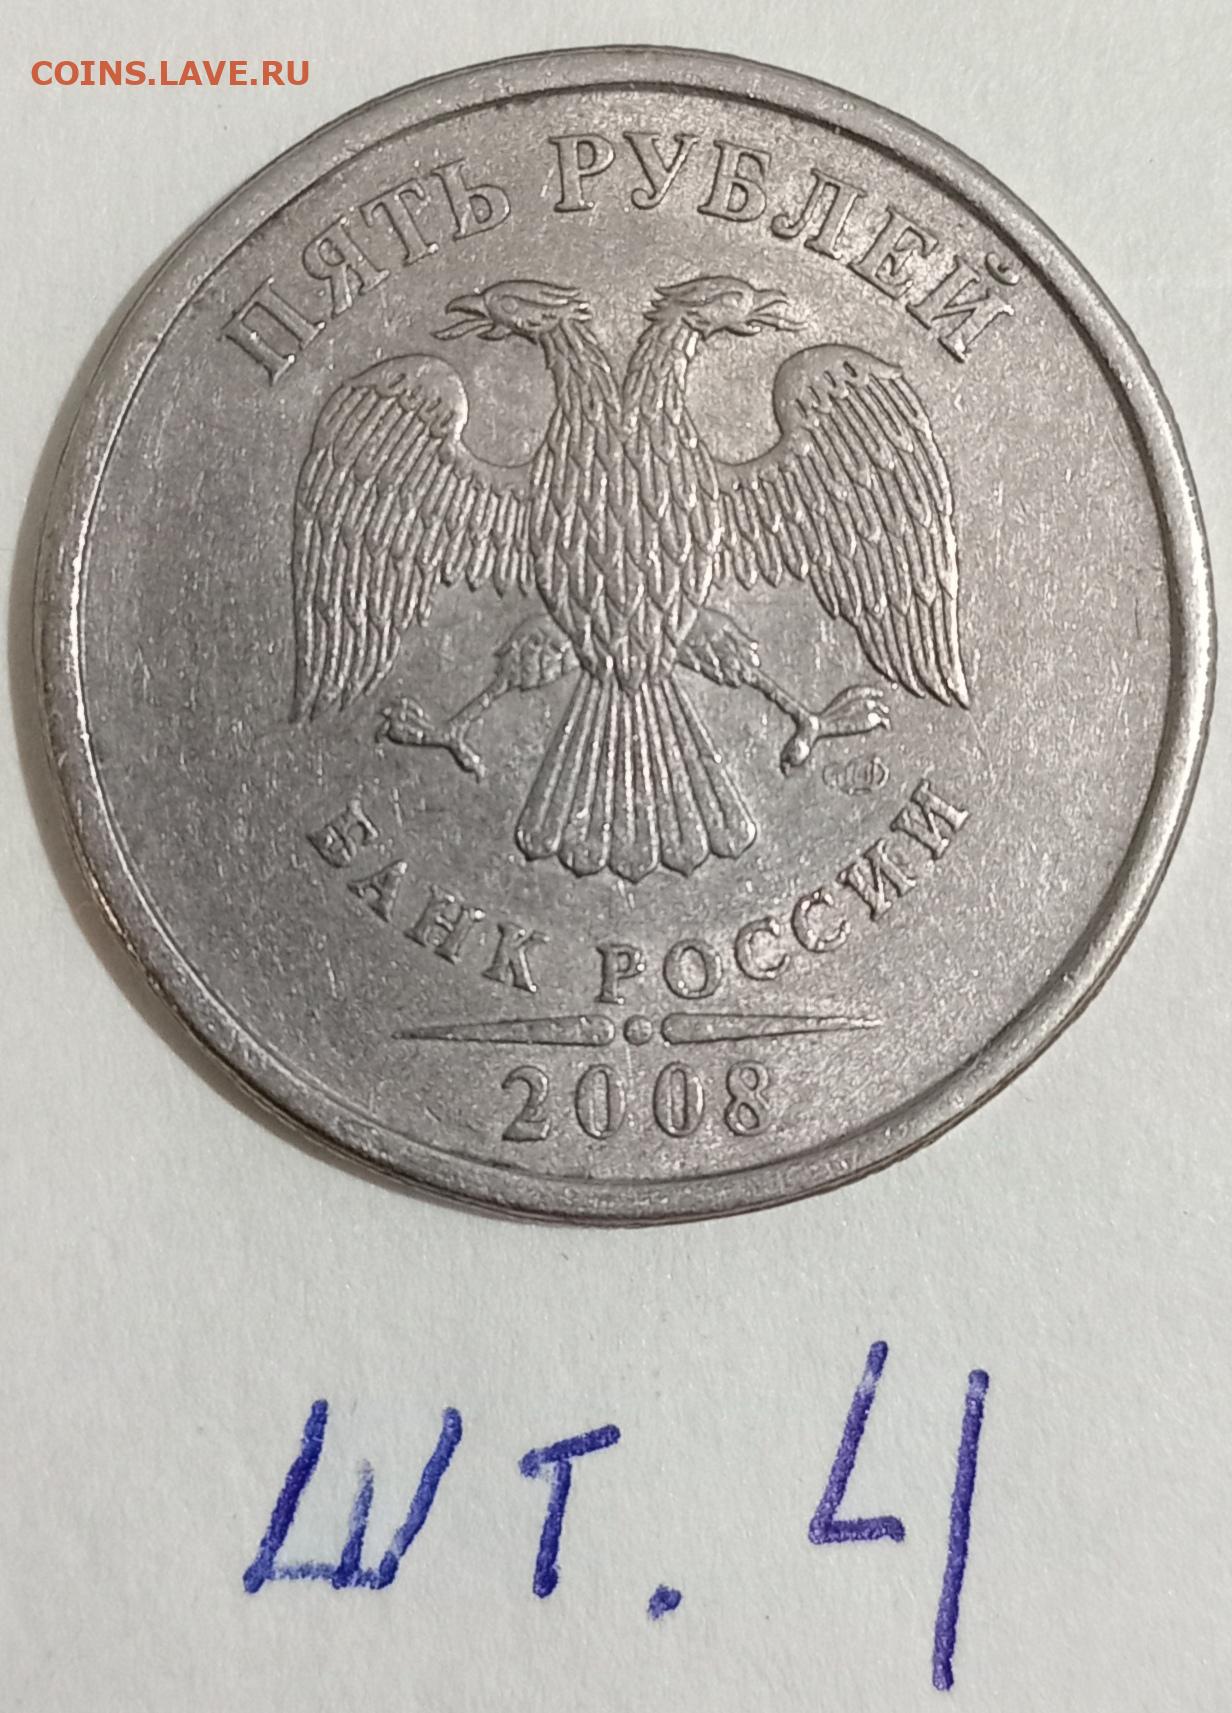 COINS.LAVE.RU
ПЯТЬ РУБЛЕЙ
БАНК РОССИИ
2008
шт. 4